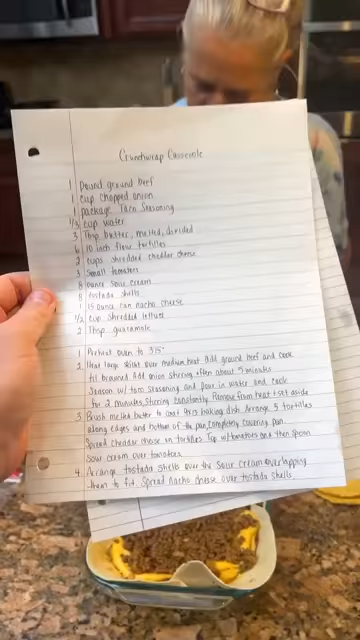 Crunchwrap Casserole
1 pound ground beef
1 cup chopped onion
1 package Taco Seasoning
1/3 cup water
3 Tbsp butter, melted, divided
6 10 inch flour tortillas
2 cups shredded cheddar cheese
3 small tomatoes
8 ounce sour cream
8 tostada shells
1 15 ounce can nacho cheese
1/2 cup shredded lettuce
2 Tbsp guacamole
1 Preheat oven to 375°
2. Heat large skillet over medium heat. Add ground beef and cook
til browned Add onion stirring often about 5 minutes
Season w/ taco seasoning and pour in water and cook
for 2 minutes stirring constantly. Remove from heat + set aside
3 Brush melted butter to coat 9x13 baking dish. Arrange 5 tortillas
along edges and bottom of the pan, completely covering pan.
Spread cheddar cheese on tortillas Top w/ tomatoes and then spoon
sour cream over tomatoes
4. Arrange tostada shells over the sour cream overlapping
them to fit. Spread nacho cheese over tostada shells.